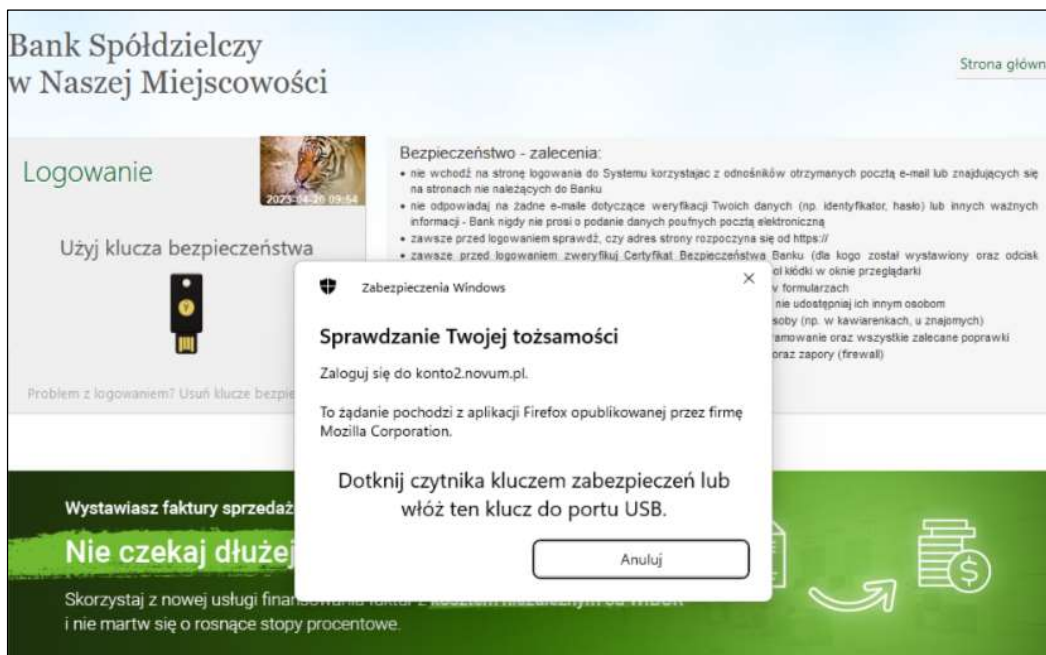 Bank Spółdzielczy
w Naszej Miejscowości
Strona główn
Logowanie
2023-04-26 09:54
Użyj klucza bezpieczeństwa
Problem z logowaniem? Usuń klucze bezpie
Bezpieczeństwo - zalecenia:
• nie wchodź na stronę logowania do Systemu korzystajac z odnośników otrzymanych pocztą e-mail lub znajdujących się
na stronach nie należących do Banku
• nie odpowiadaj na żadne e-maile dotyczące weryfikacji Twoich danych (np. identyfikator, hasło) lub innych ważnych
informacji - Bank nigdy nie prosi o podanie danych poufnych pocztą elektroniczną
• zawsze przed logowaniem sprawdź, czy adres strony rozpoczyna się od https://
• zawsze przed logowaniem zweryfikuj Certyfikat Bezpieczeństwa Banku (dla kogo został wystawiony oraz odcisk
ol kłódki w oknie przeglądarki
v formularzach
nie udostępniaj ich innym osobom
soby (np. w kawiarenkach, u znajomych)
ramowanie oraz wszystkie zalecane poprawki
oraz zapory (firewall)
Zabezpieczenia Windows
Sprawdzanie Twojej tożsamości
Zaloguj się do konto2.novum.pl.
To żądanie pochodzi z aplikacji Firefox opublikowanej przez firmę
Mozilla Corporation.
Dotknij czytnika kluczem zabezpieczeń lub
włóż ten klucz do portu USB.
Anuluj
Wystawiasz faktury sprzedaż
Nie czekaj dłużej
Skorzystaj z nowej usługi finansowania faktur z kosztem niezależnym od WIBOR
i nie martw się o rosnące stopy procentowe.